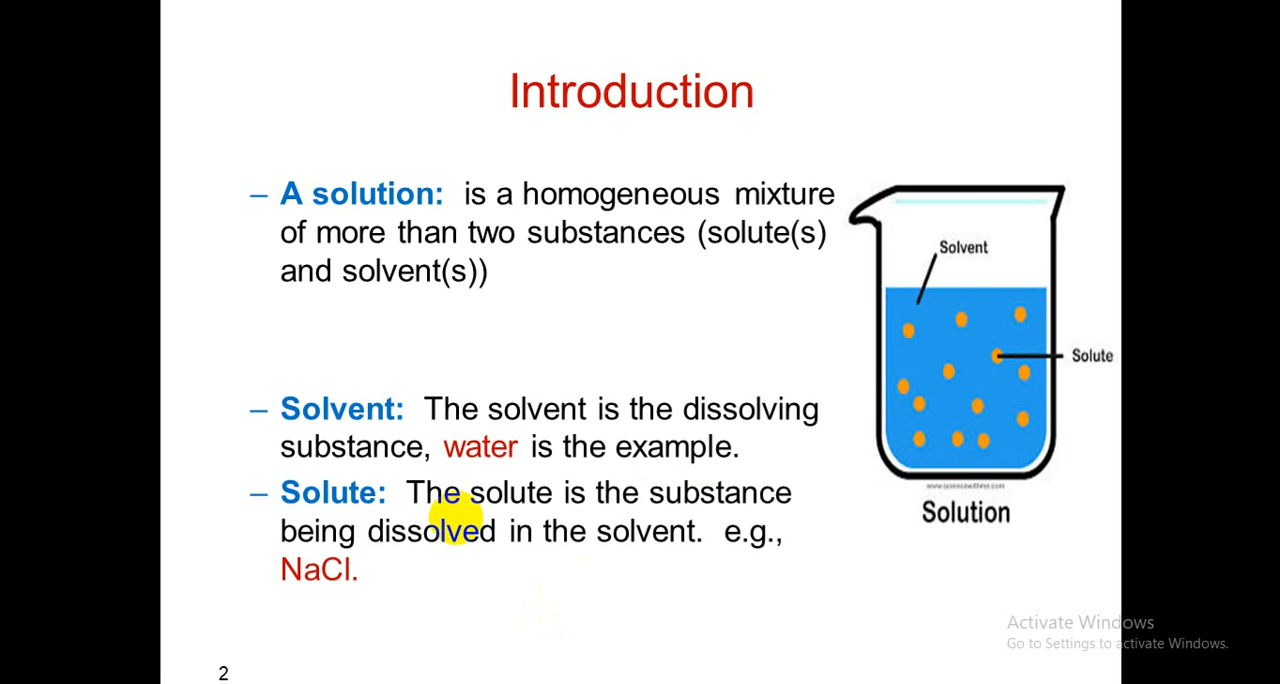 Introduction
– A solution: is a homogeneous mixture
of more than two substances (solute(s)
and solvent(s))
– Solvent: The solvent is the dissolving
substance, water is the example.
– Solute: The solute is the substance
being dissolved in the solvent. e.g.,
NaCl.
Solvent
Solute
Solution
Activate Windows
Go to Settings to activate Windows.
2